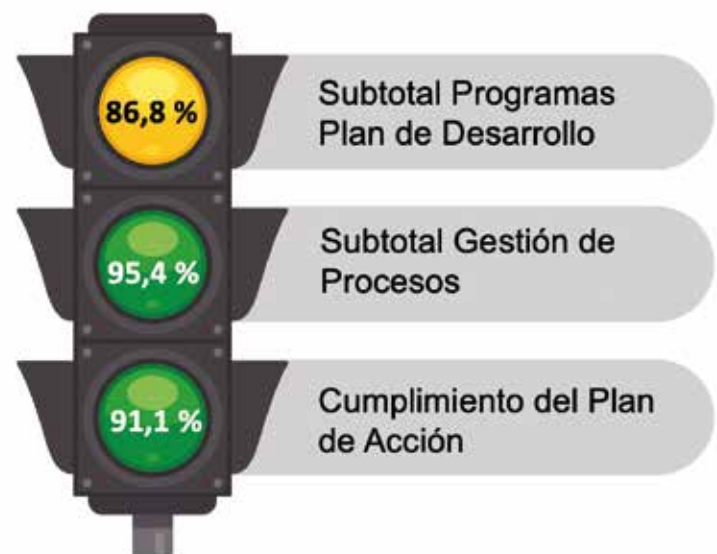 86,8 %
Subtotal Programas
Plan de Desarrollo
95,4 %
Subtotal Gestión de
Procesos
91,1 %
Cumplimiento del Plan
de Acción